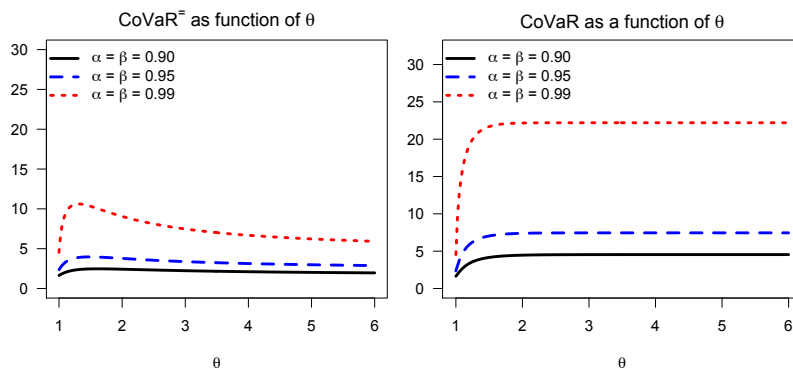 CoVaR⁼ as function of θ
30
25
20
15
10
5
0
α = β = 0.90
α = β = 0.95
α = β = 0.99
1 2 3 4 5 6
θ
CoVaR as a function of θ
30
25
20
15
10
5
0
α = β = 0.90
α = β = 0.95
α = β = 0.99
1 2 3 4 5 6
θ